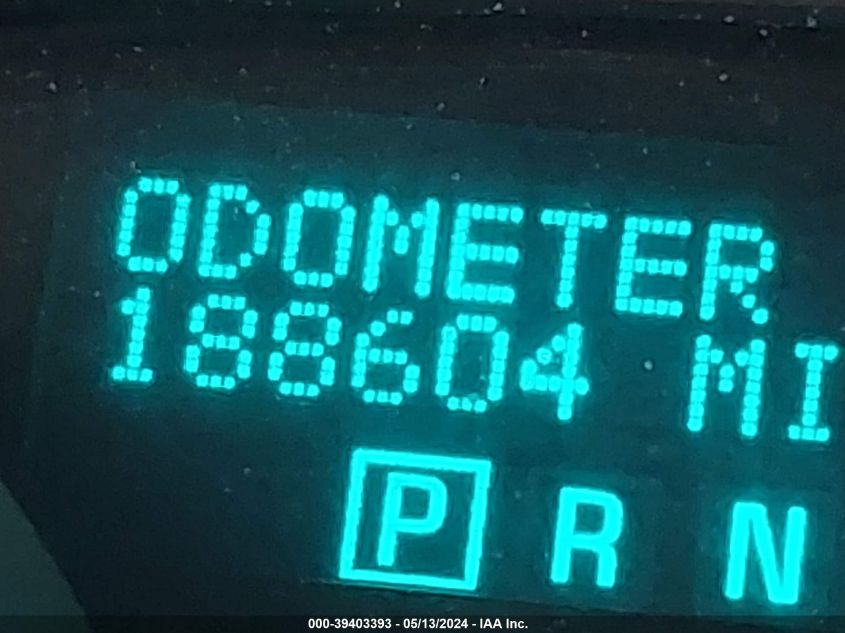 ODOMETER
188604 MI
P R N
000-39403393 - 05/13/2024 - IAA Inc.